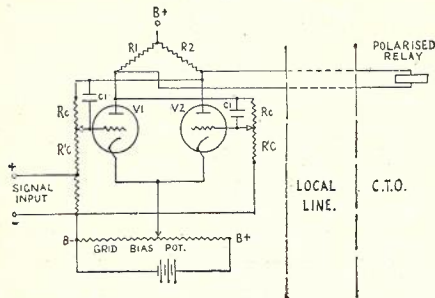 B+
R1 R2
POLARISED
RELAY
C1 C1
RC V1 V2 RC
R'C R'C
+
SIGNAL
INPUT
-
LOCAL
LINE. C.T.O.
B- B+
GRID BIAS POT.